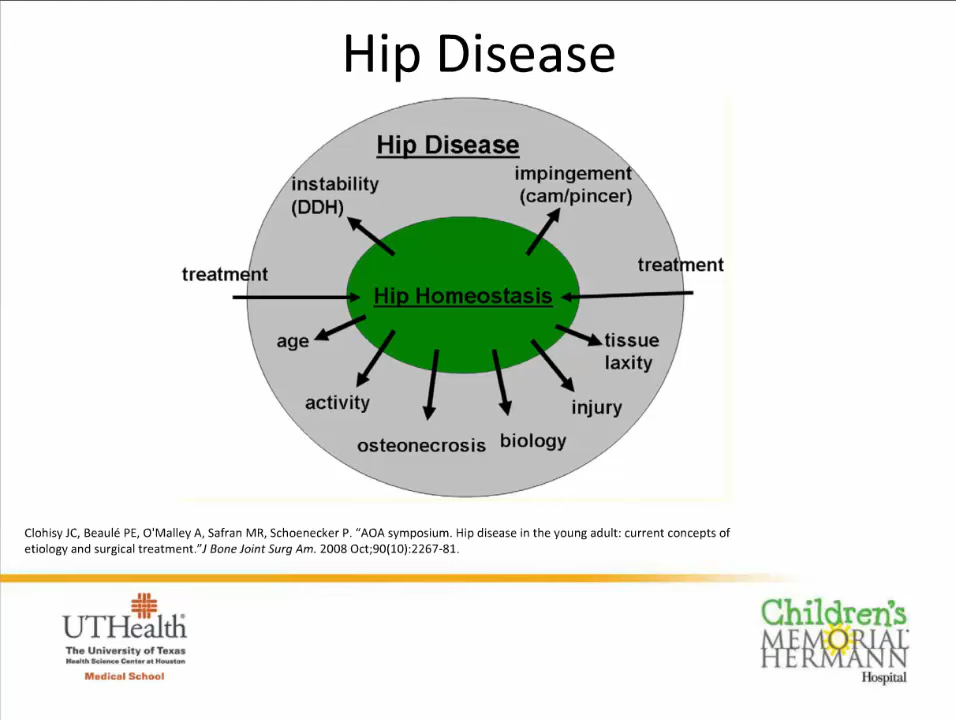 Hip Disease
Hip Disease
instability
(DDH)
impingement
(cam/pincer)
treatment
treatment
Hip Homeostasis
age
tissue
laxity
activity
injury
osteonecrosis
biology
Clohisy JC, Beaulé PE, O'Malley A, Safran MR, Schoenecker P. “AOA symposium. Hip disease in the young adult: current concepts of
etiology and surgical treatment.” J Bone Joint Surg Am. 2008 Oct;90(10):2267-81.
UTHealth
The University of Texas
Health Science Center at Houston
Medical School
Children's
MEMORIAL
HERMANN
Hospital